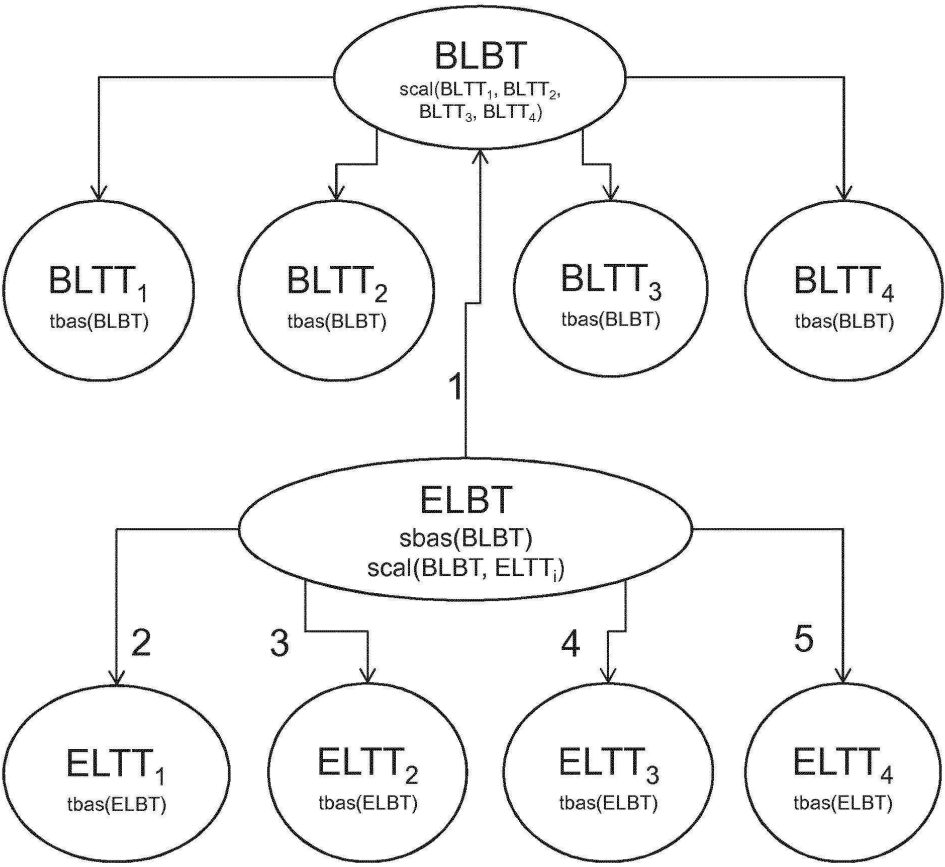 BLBT
scal(BLTT₁, BLTT₂,
BLTT₃, BLTT₄)
BLTT₁
tbas(BLBT)
BLTT₂
tbas(BLBT)
BLTT₃
tbas(BLBT)
BLTT₄
tbas(BLBT)
1
ELBT
sbas(BLBT)
scal(BLBT, ELTTᵢ)
2
3
4
5
ELTT₁
tbas(ELBT)
ELTT₂
tbas(ELBT)
ELTT₃
tbas(ELBT)
ELTT₄
tbas(ELBT)